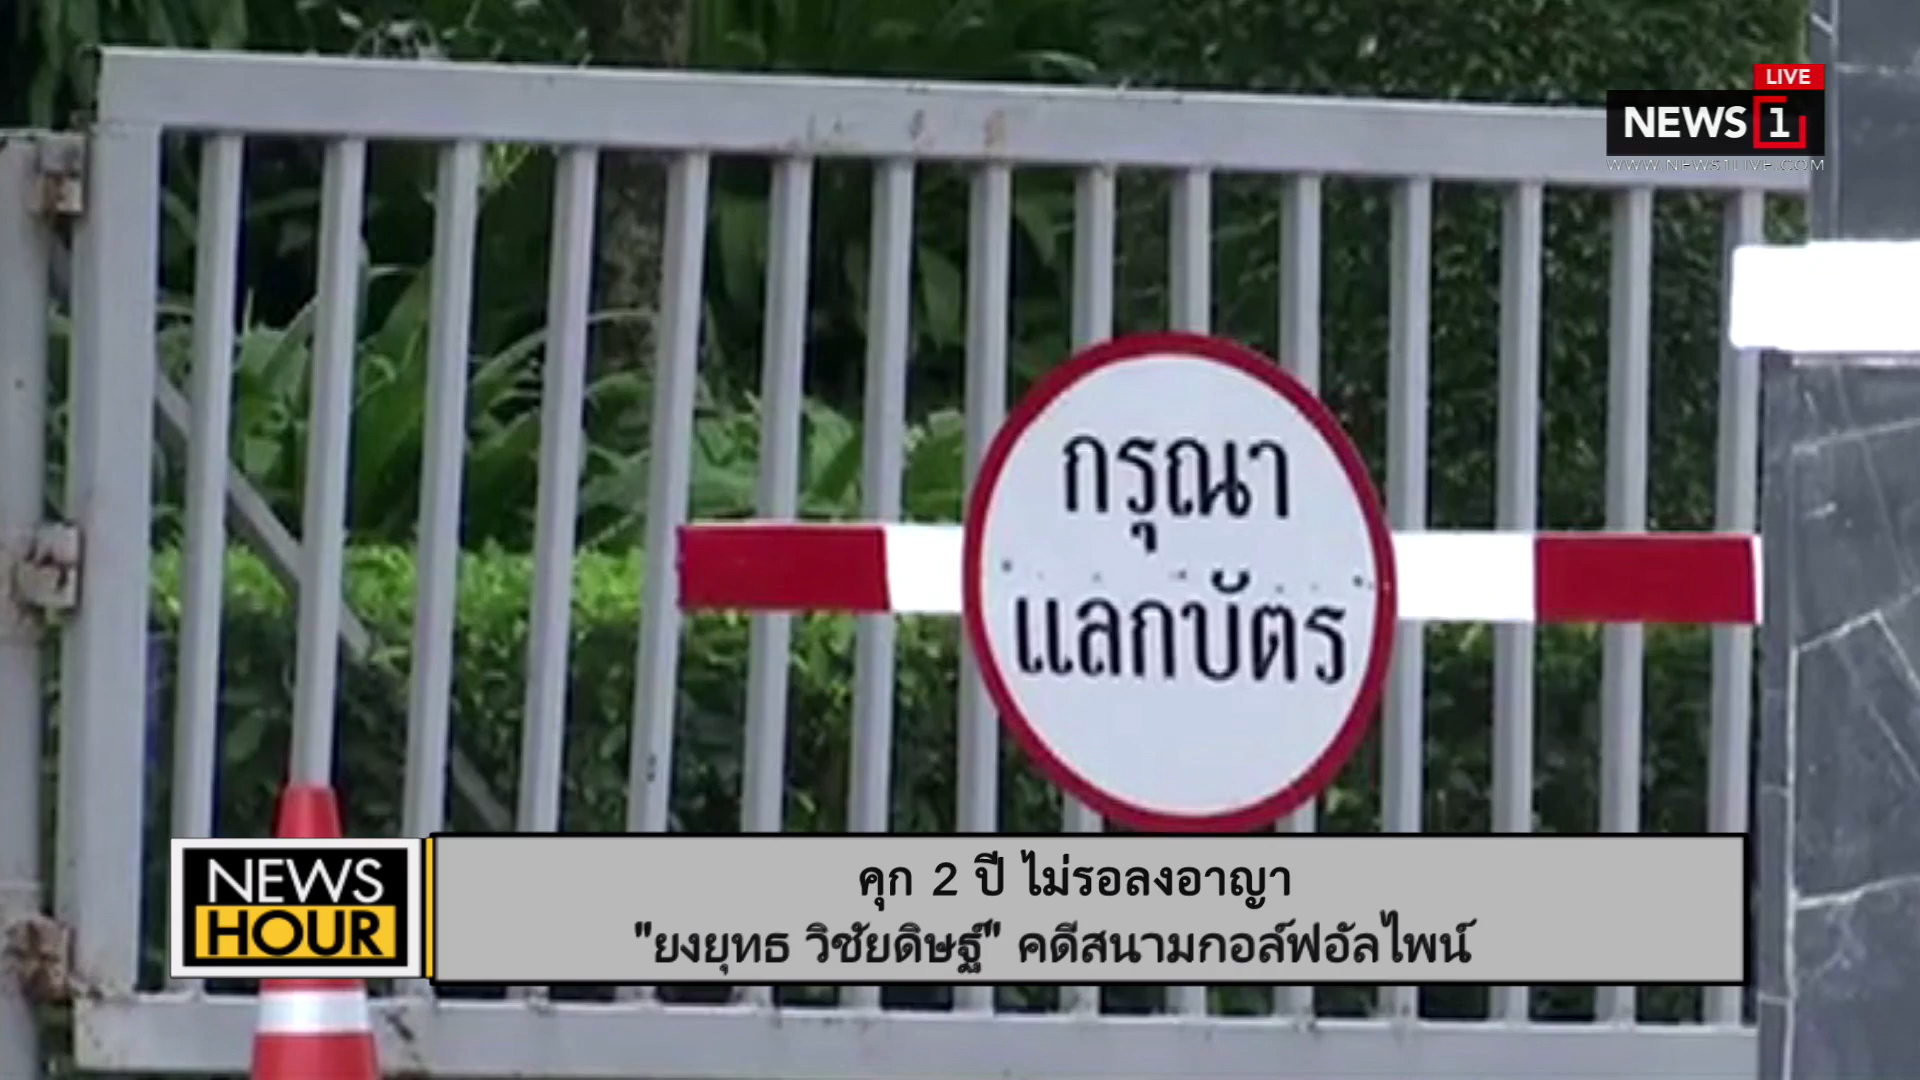 LIVE
NEWS 1
WWW.NEWS1LIVE.COM
กรุณา
แลกบัตร
NEWS
HOUR
คุก 2 ปี ไม่รอลงอาญา
"ยงยุทธ วิชัยดิษฐ์" คดีสนามกอล์ฟอัลไพน์